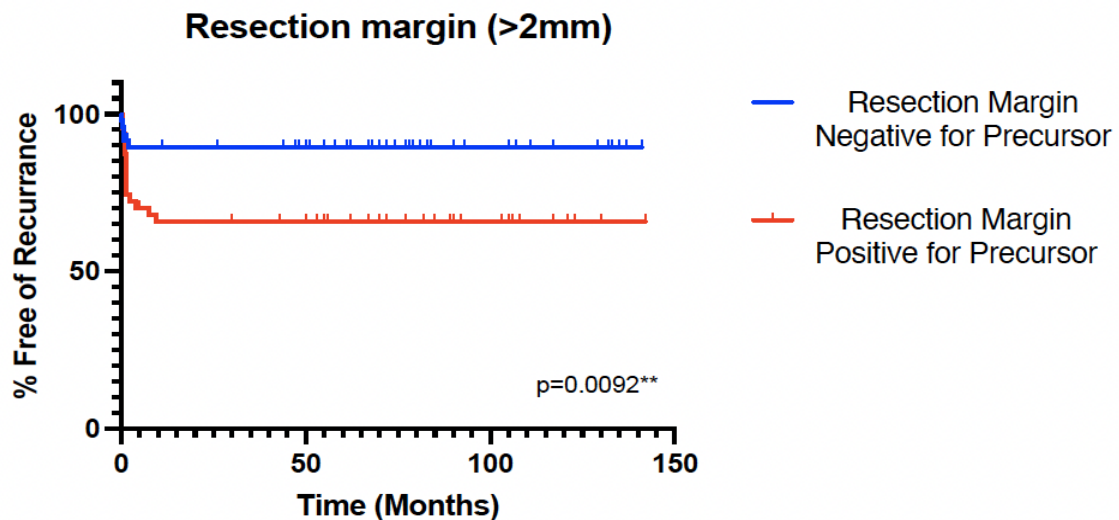 Resection margin (>2mm)
% Free of Recurrance
100
50
0
0
50
100
150
Time (Months)
p=0.0092**
Resection Margin
Negative for Precursor
Resection Margin
Positive for Precursor